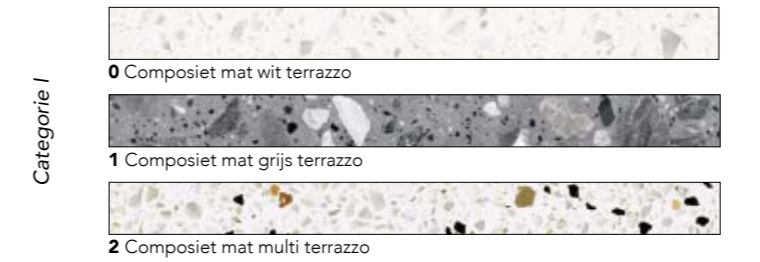 Categorie I
0 Composiet mat wit terrazzo
1 Composiet mat grijs terrazzo
2 Composiet mat multi terrazzo